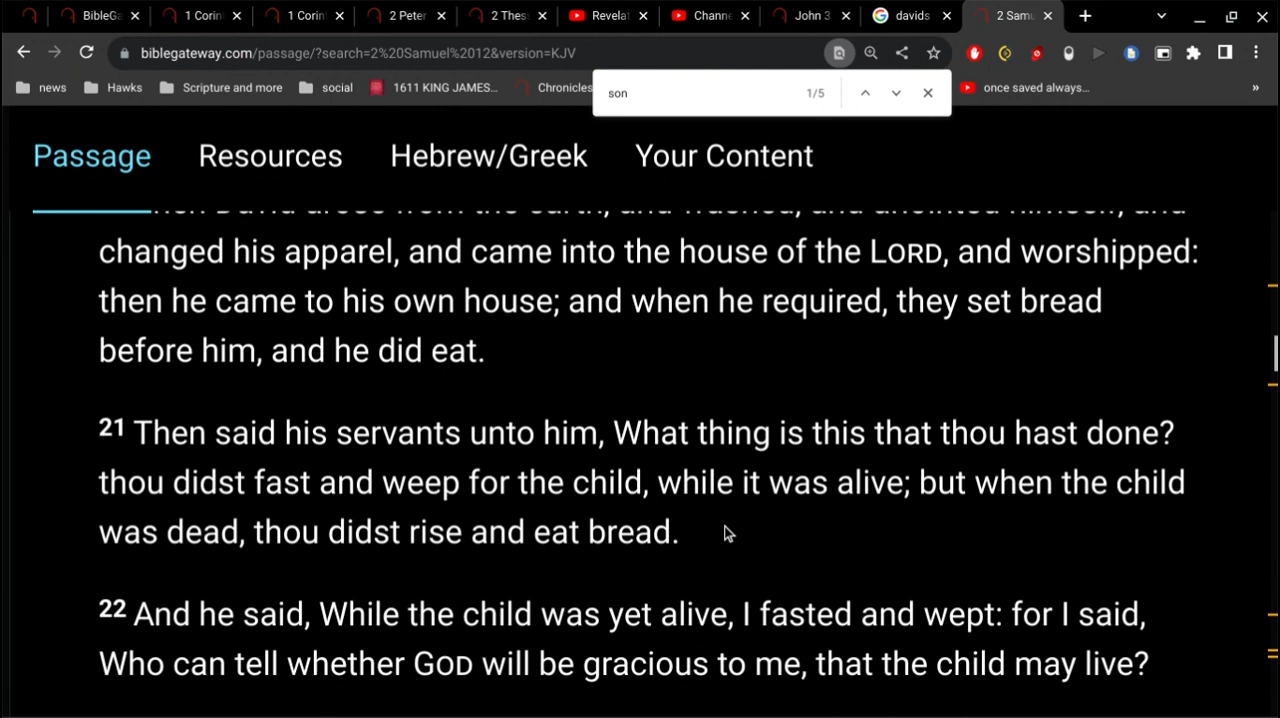 BibleGa
1 Corin
1 Corin
2 Peter
2 Thes
Revela
Chann
John 3
davids
2 Samu
biblegateway.com/passage/?search=2%20Samuel%2012&version=KJV
news
Hawks
Scripture and more
social
1611 KING JAMES...
Chronicles
once saved always...
»
son
1/5
Passage
Resources
Hebrew/Greek
Your Content
changed his apparel, and came into the house of the LORD, and worshipped:
then he came to his own house; and when he required, they set bread
before him, and he did eat.
21 Then said his servants unto him, What thing is this that thou hast done?
thou didst fast and weep for the child, while it was alive; but when the child
was dead, thou didst rise and eat bread.
22 And he said, While the child was yet alive, I fasted and wept: for I said,
Who can tell whether GOD will be gracious to me, that the child may live?